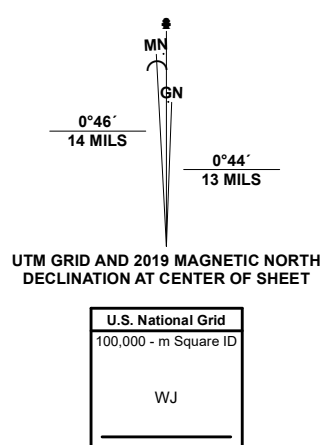 MN
GN
0°46´
14 MILS
0°44´
13 MILS
UTM GRID AND 2019 MAGNETIC NORTH
DECLINATION AT CENTER OF SHEET
U.S. National Grid
100,000 - m Square ID
WJ